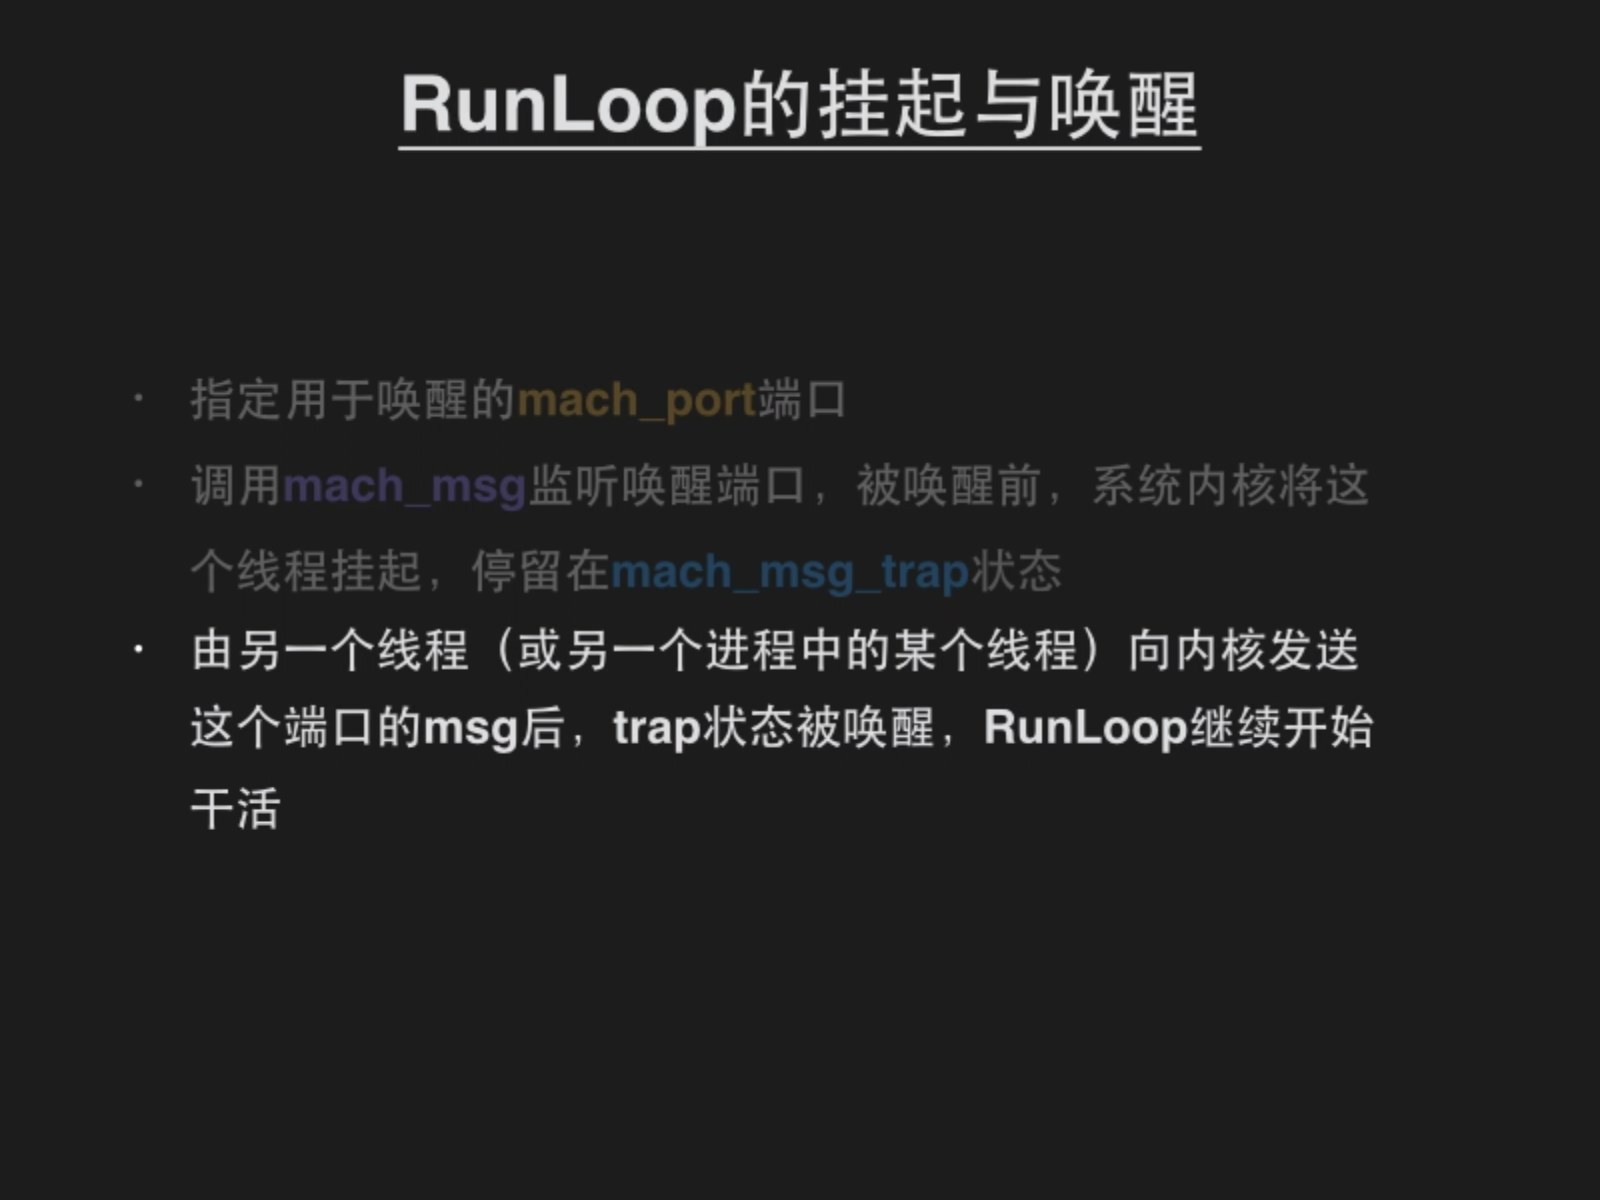 RunLoop的挂起与唤醒
· 指定用于唤醒的mach_port端口
· 调用mach_msg监听唤醒端口，被唤醒前，系统内核将这
个线程挂起，停留在mach_msg_trap状态
· 由另一个线程（或另一个进程中的某个线程）向内核发送
这个端口的msg后，trap状态被唤醒，RunLoop继续开始
干活